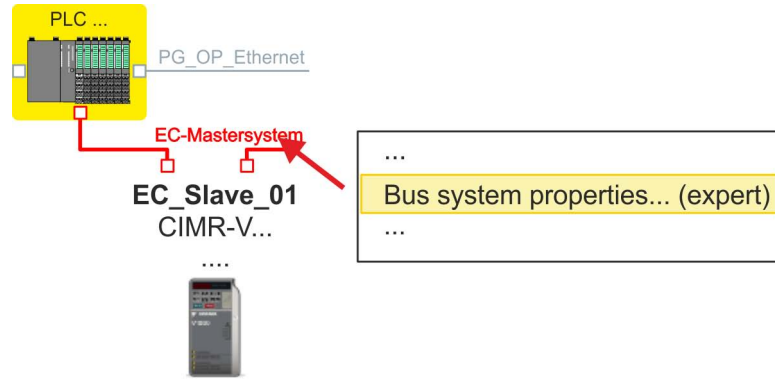 PLC ...
PG_OP_Ethernet
EC-Mastersystem
...
Bus system properties... (expert)
...
EC_Slave_01
CIMR-V...
....